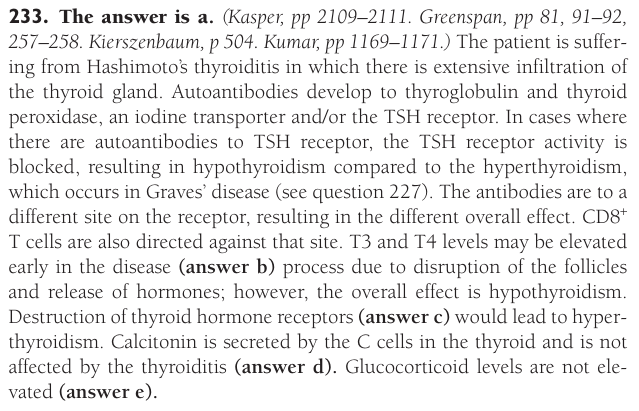 233. The answer is a. (Kasper, pp 2109–2111. Greenspan, pp 81, 91–92,
257–258. Kierszenbaum, p 504. Kumar, pp 1169–1171.) The patient is suffer-
ing from Hashimoto's thyroiditis in which there is extensive infiltration of
the thyroid gland. Autoantibodies develop to thyroglobulin and thyroid
peroxidase, an iodine transporter and/or the TSH receptor. In cases where
there are autoantibodies to TSH receptor, the TSH receptor activity is
blocked, resulting in hypothyroidism compared to the hyperthyroidism,
which occurs in Graves' disease (see question 227). The antibodies are to a
different site on the receptor, resulting in the different overall effect. CD8⁺
T cells are also directed against that site. T3 and T4 levels may be elevated
early in the disease (answer b) process due to disruption of the follicles
and release of hormones; however, the overall effect is hypothyroidism.
Destruction of thyroid hormone receptors (answer c) would lead to hyper-
thyroidism. Calcitonin is secreted by the C cells in the thyroid and is not
affected by the thyroiditis (answer d). Glucocorticoid levels are not ele-
vated (answer e).